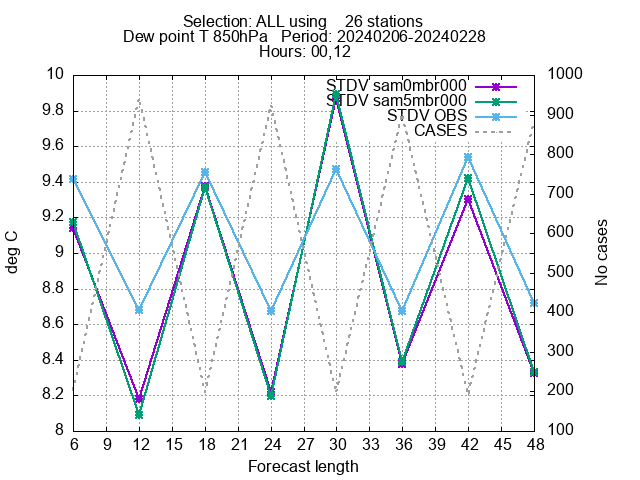 Selection: ALL using    26 stations
Dew point T 850hPa   Period: 20240206-20240228
Hours: 00,12
STDV sam0mbr000
STDV sam5mbr000
STDV OBS
CASES
10
9.8
9.6
9.4
9.2
9
8.8
8.6
8.4
8.2
8
deg C
1000
900
800
700
600
500
400
300
200
100
No cases
6 9 12 15 18 21 24 27 30 33 36 39 42 45 48
Forecast length